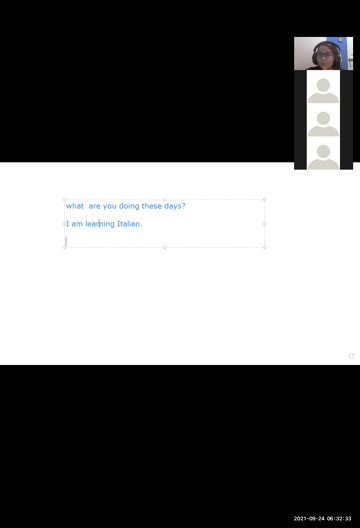 what  are you doing these days?
I am learning Italian.
2021-09-24 06:32:33